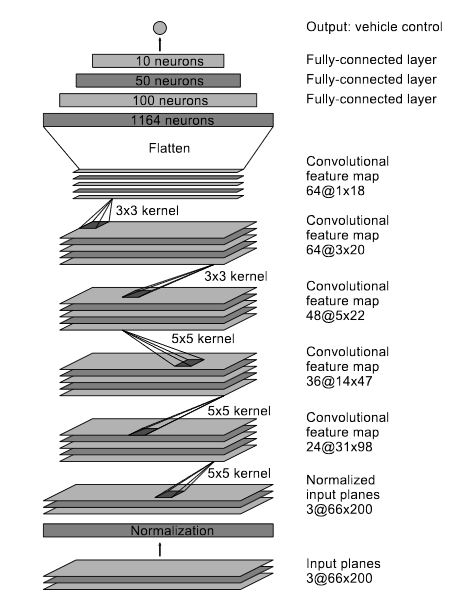 Output: vehicle control
10 neurons
Fully-connected layer
50 neurons
Fully-connected layer
100 neurons
Fully-connected layer
1164 neurons
Flatten
Convolutional
feature map
64@1x18
3x3 kernel
Convolutional
feature map
64@3x20
3x3 kernel
Convolutional
feature map
48@5x22
5x5 kernel
Convolutional
feature map
36@14x47
5x5 kernel
Convolutional
feature map
24@31x98
5x5 kernel
Normalized
input planes
3@66x200
Normalization
Input planes
3@66x200